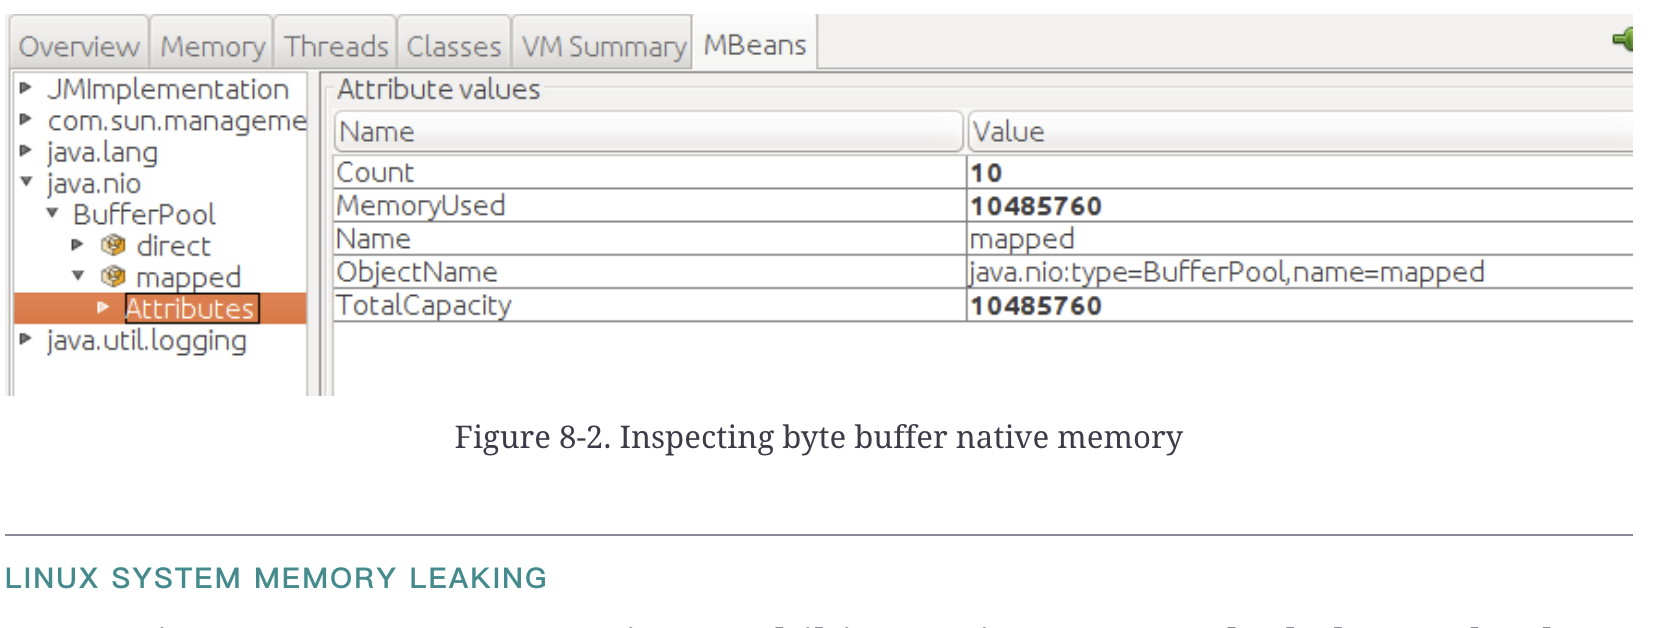 Overview Memory Threads Classes VM Summary MBeans
JMImplementation
com.sun.manageme
java.lang
java.nio
BufferPool
direct
mapped
Attributes
java.util.logging
Attribute values
Name Value
Count 10
MemoryUsed 10485760
Name mapped
ObjectName java.nio:type=BufferPool,name=mapped
TotalCapacity 10485760
Figure 8-2. Inspecting byte buffer native memory
LINUX SYSTEM MEMORY LEAKING